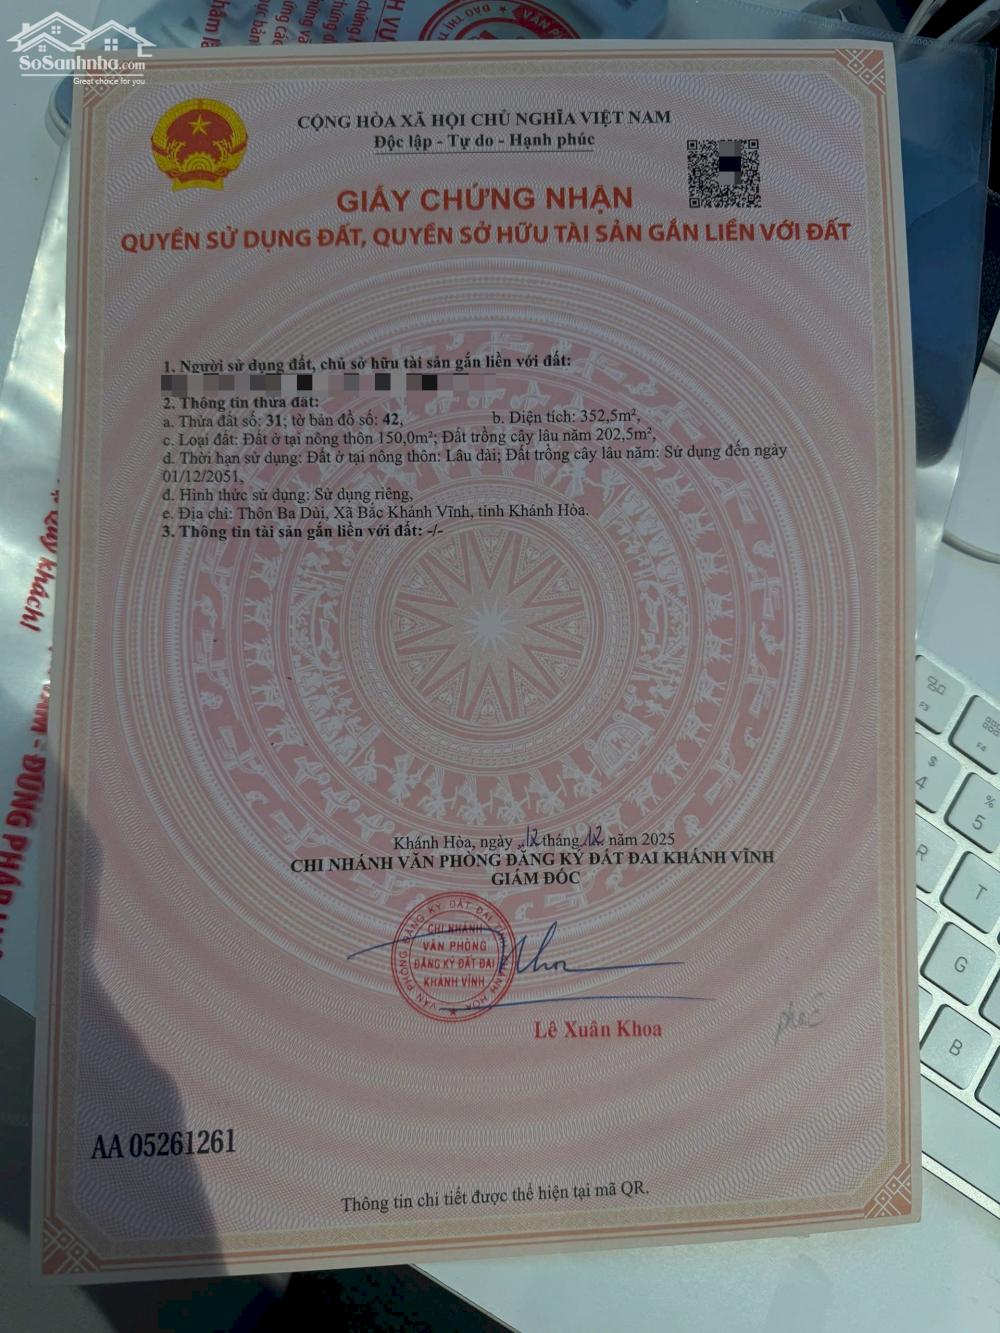 SoSanhnha.com
Great choice for you
CỘNG HÒA XÃ HỘI CHỦ NGHĨA VIỆT NAM
Độc lập - Tự do - Hạnh phúc
GIẤY CHỨNG NHẬN
QUYỀN SỬ DỤNG ĐẤT, QUYỀN SỞ HỮU TÀI SẢN GẮN LIỀN VỚI ĐẤT
1. Người sử dụng đất, chủ sở hữu tài sản gắn liền với đất:
2. Thông tin thửa đất:
a. Thửa đất số: 31; tờ bản đồ số: 42, b. Diện tích: 352,5m²,
c. Loại đất: Đất ở tại nông thôn 150,0m²; Đất trồng cây lâu năm 202,5m²,
d. Thời hạn sử dụng: Đất ở tại nông thôn: Lâu dài; Đất trồng cây lâu năm: Sử dụng đến ngày
01/12/2051,
đ. Hình thức sử dụng: Sử dụng riêng,
e. Địa chỉ: Thôn Ba Dùi, Xã Bắc Khánh Vĩnh, tỉnh Khánh Hòa.
3. Thông tin tài sản gắn liền với đất: -/-
Khánh Hòa, ngày 12 tháng 12 năm 2025
CHI NHÁNH VĂN PHÒNG ĐĂNG KÝ ĐẤT ĐAI KHÁNH VĨNH
GIÁM ĐỐC
CHI NHÁNH
VĂN PHÒNG
ĐĂNG KÝ ĐẤT ĐAI
KHÁNH VĨNH
Lê Xuân Khoa
AA 05261261
Thông tin chi tiết được thể hiện tại mã QR.
F3
F4
$
4
%
5
R
T
G
B